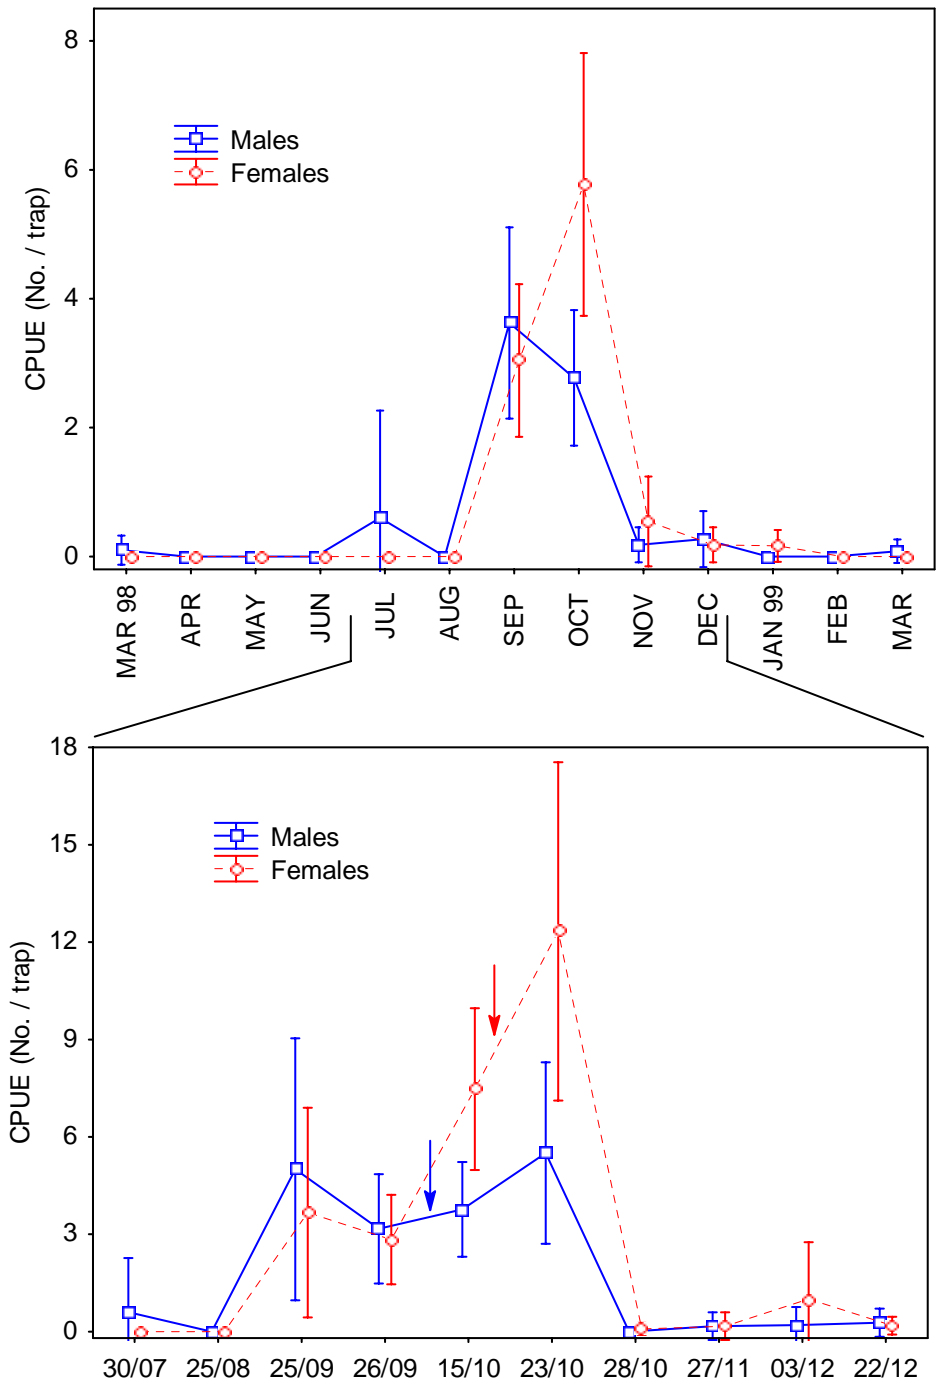 8
6
4
2
0
CPUE (No. / trap)
Males
Females
MAR 98
APR
MAY
JUN
JUL
AUG
SEP
OCT
NOV
DEC
JAN 99
FEB
MAR
18
15
12
9
6
3
0
CPUE (No. / trap)
Males
Females
30/07 25/08 25/09 26/09 15/10 23/10 28/10 27/11 03/12 22/12